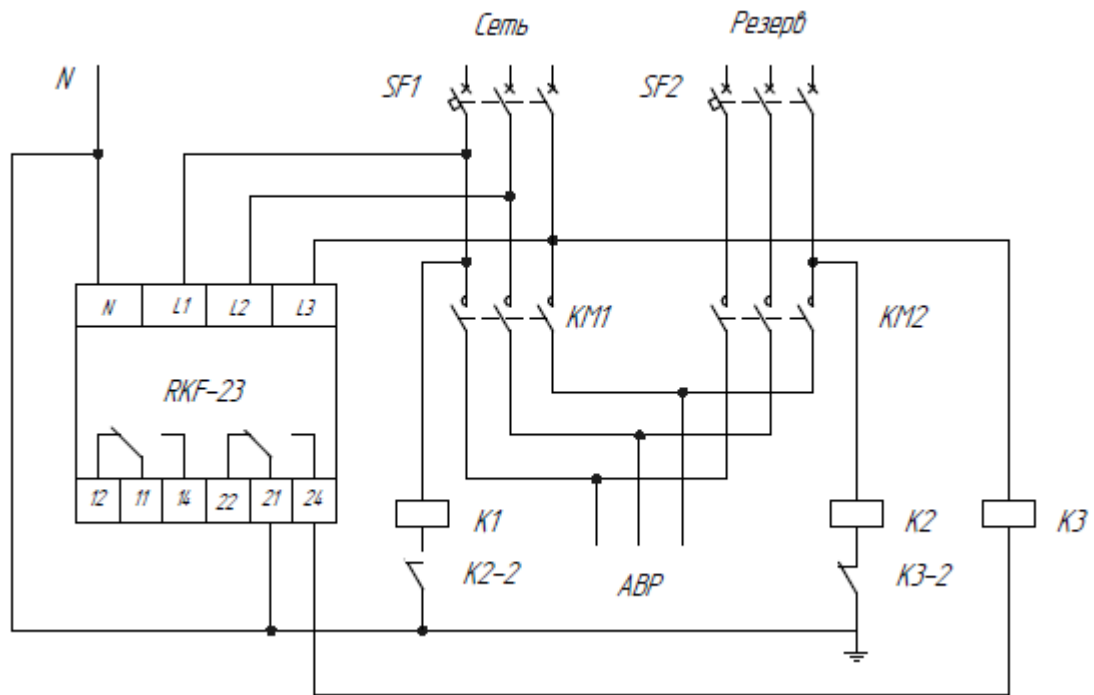 Сеть
Резерв
N
SF1
SF2
N
L1
L2
L3
RKF-23
KM1
KM2
12
11
14
22
21
24
K1
K2
K3
K2-2
K3-2
АВР